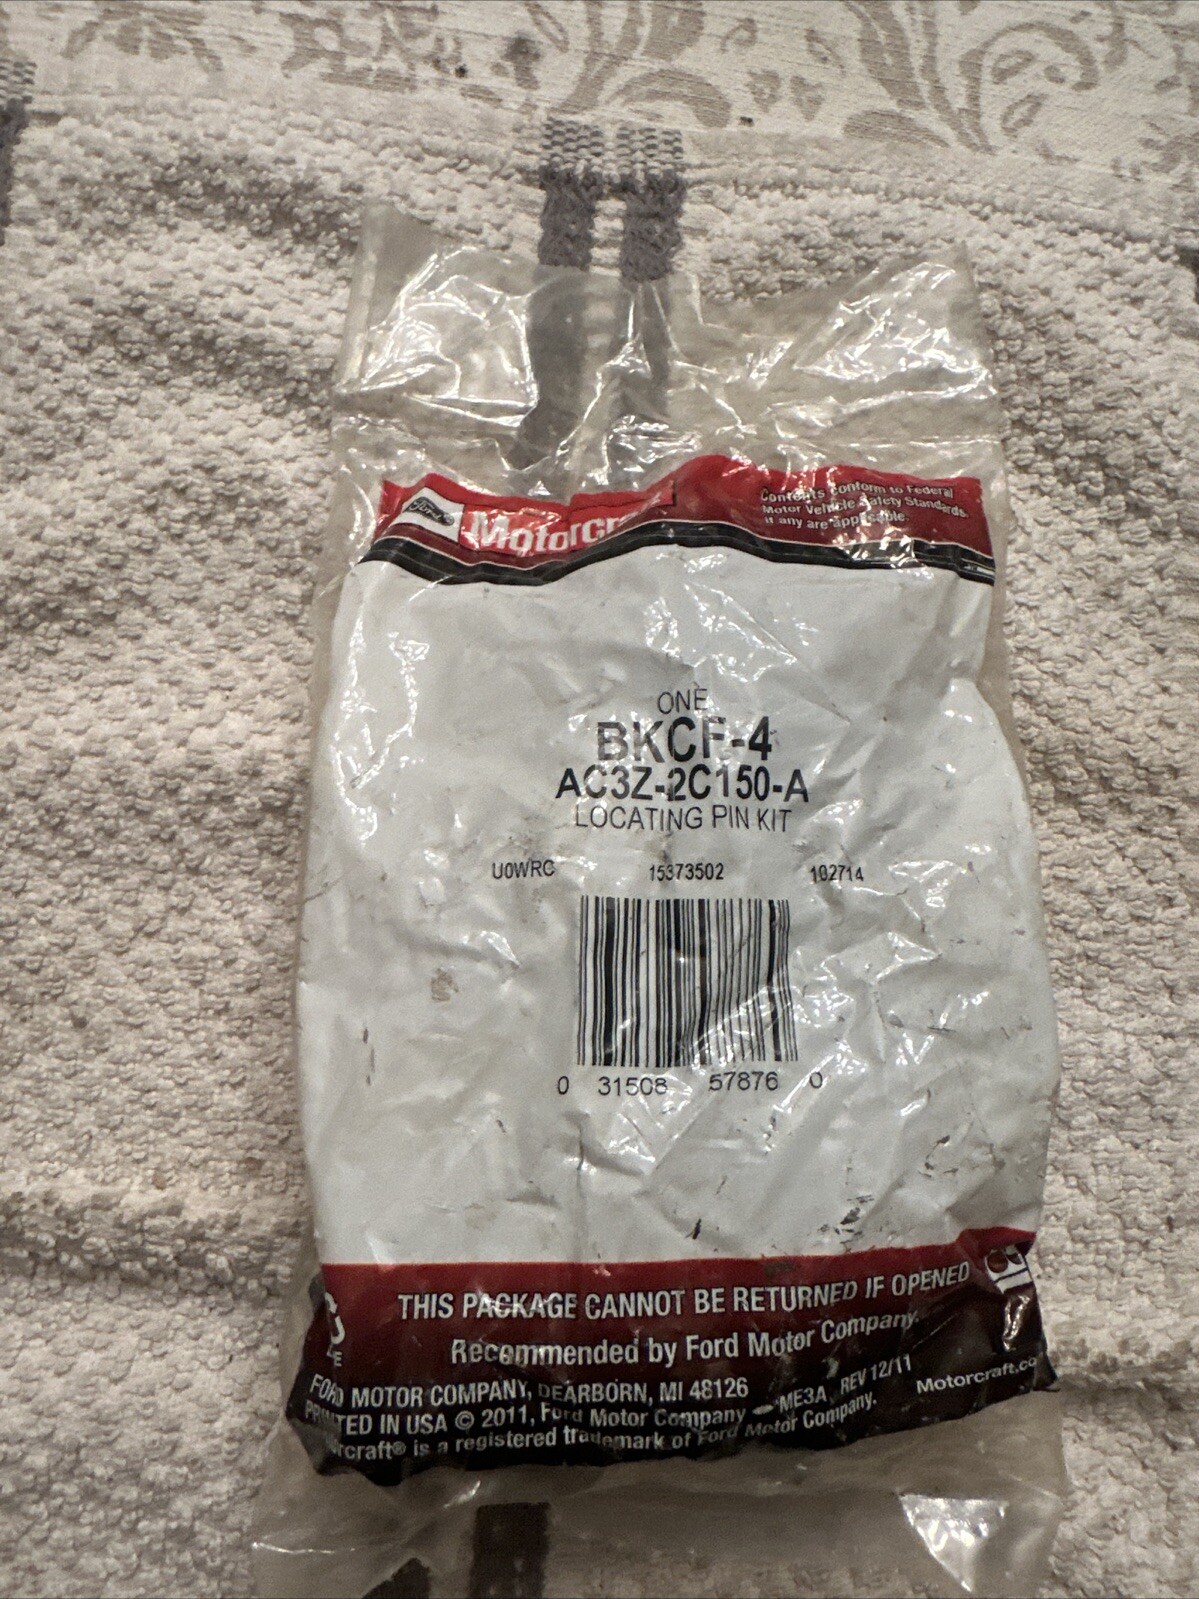 Ford
Motorcr
Contents conform to Federal
Motor Vehicle Safety Standards,
if any are applicable.
ONE
BKCF-4
AC3Z-2C150-A
LOCATING PIN KIT
U0WRC 15373502 102714
0 31508 57876 0
THIS PACKAGE CANNOT BE RETURNED IF OPENED
Recommended by Ford Motor Company.
FORD MOTOR COMPANY, DEARBORN, MI 48126
PRINTED IN USA © 2011, Ford Motor Company ME3A REV 12/11
orcraft® is a registered trademark of Ford Motor Company.
Motorcraft.co